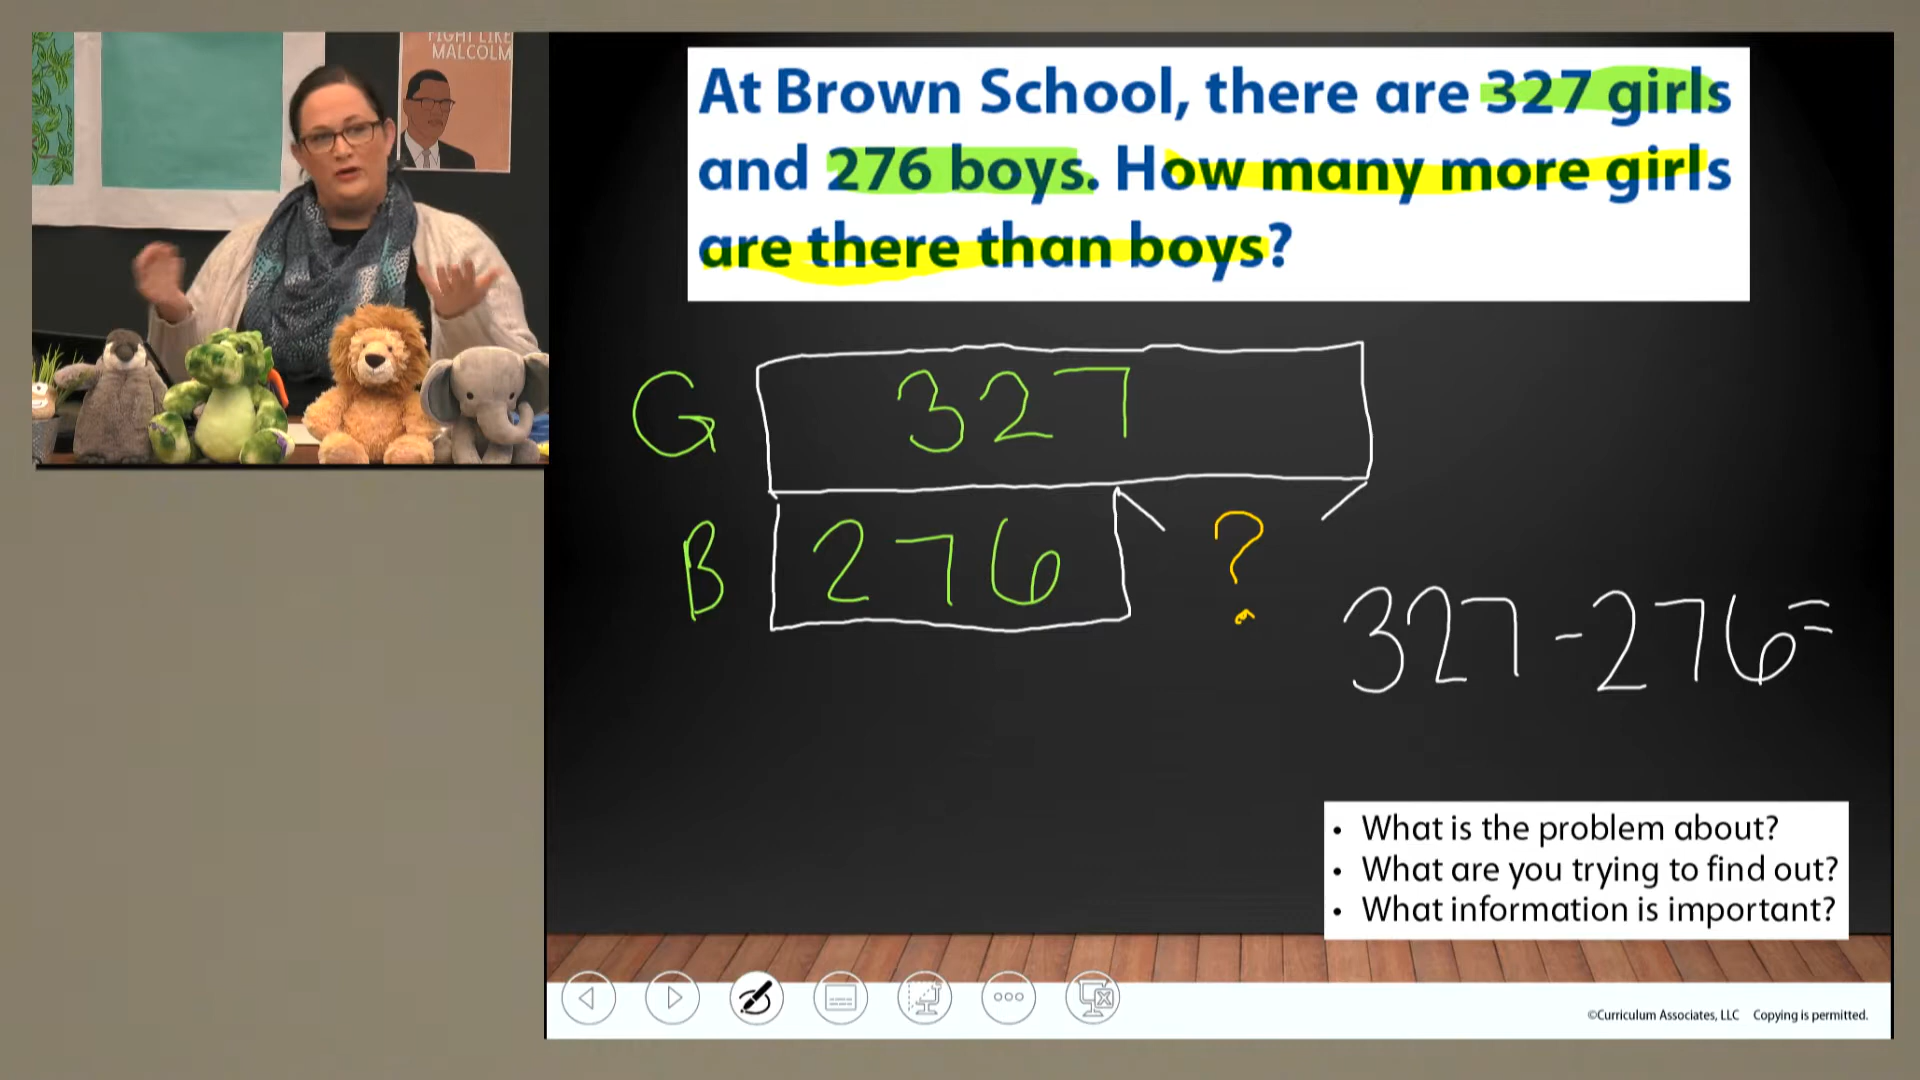 FIGHT LIKE
MALCOLM
At Brown School, there are 327 girls
and 276 boys. How many more girls
are there than boys?
G 327
B 276 ?
327-276=
• What is the problem about?
• What are you trying to find out?
• What information is important?
©Curriculum Associates, LLC Copying is permitted.